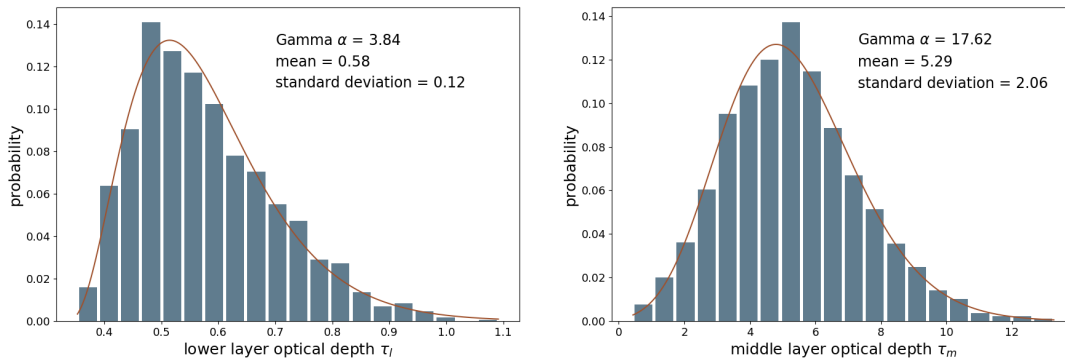 0.14
0.12
0.10
0.08
0.06
0.04
0.02
0.00
probability
Gamma α = 3.84
mean = 0.58
standard deviation = 0.12
0.4 0.5 0.6 0.7 0.8 0.9 1.0 1.1
lower layer optical depth τl
0.14
0.12
0.10
0.08
0.06
0.04
0.02
0.00
probability
Gamma α = 17.62
mean = 5.29
standard deviation = 2.06
0 2 4 6 8 10 12
middle layer optical depth τm